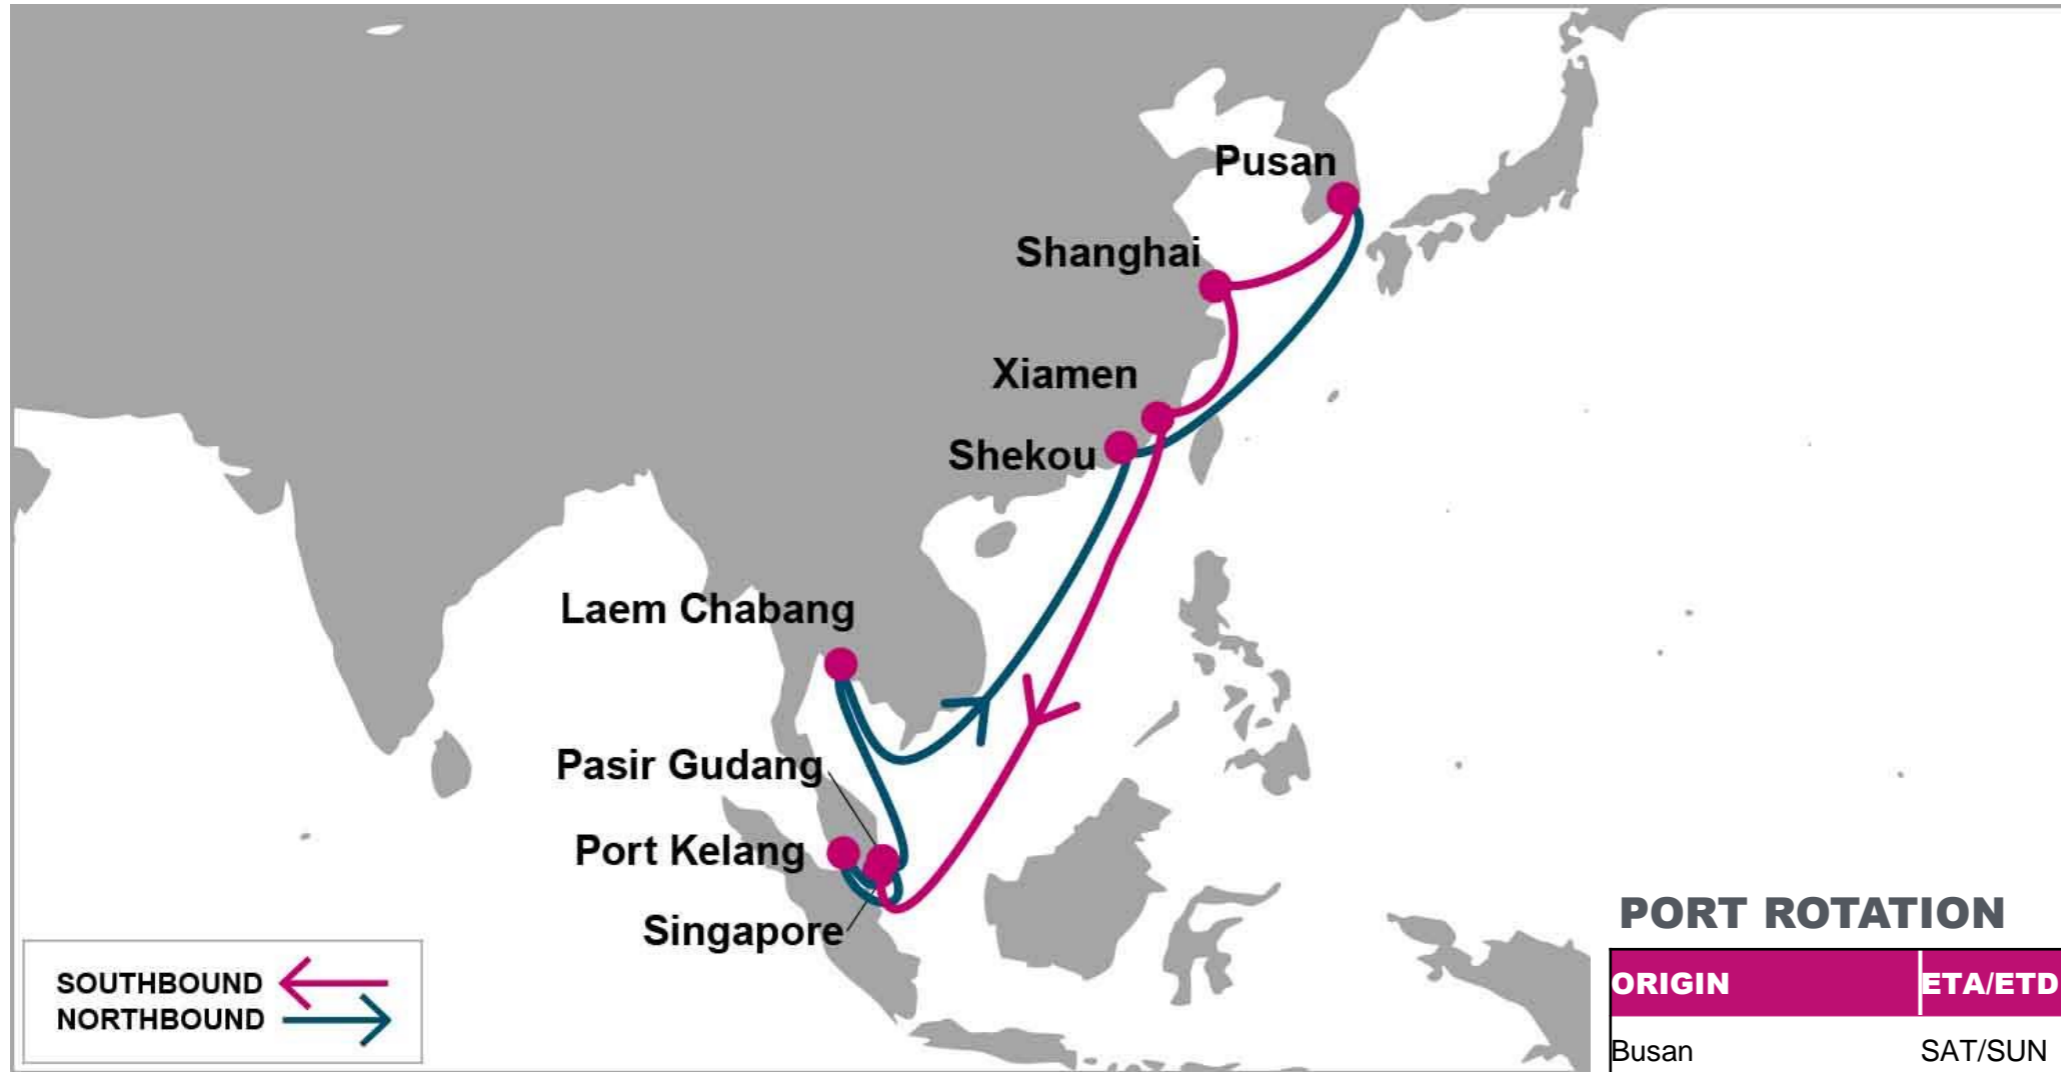 Pusan
Shanghai
Xiamen
Shekou
Laem Chabang
Pasir Gudang
Port Kelang
Singapore
SOUTHBOUND
NORTHBOUND
PORT ROTATION
ORIGIN ETA/ETD
Busan SAT/SUN